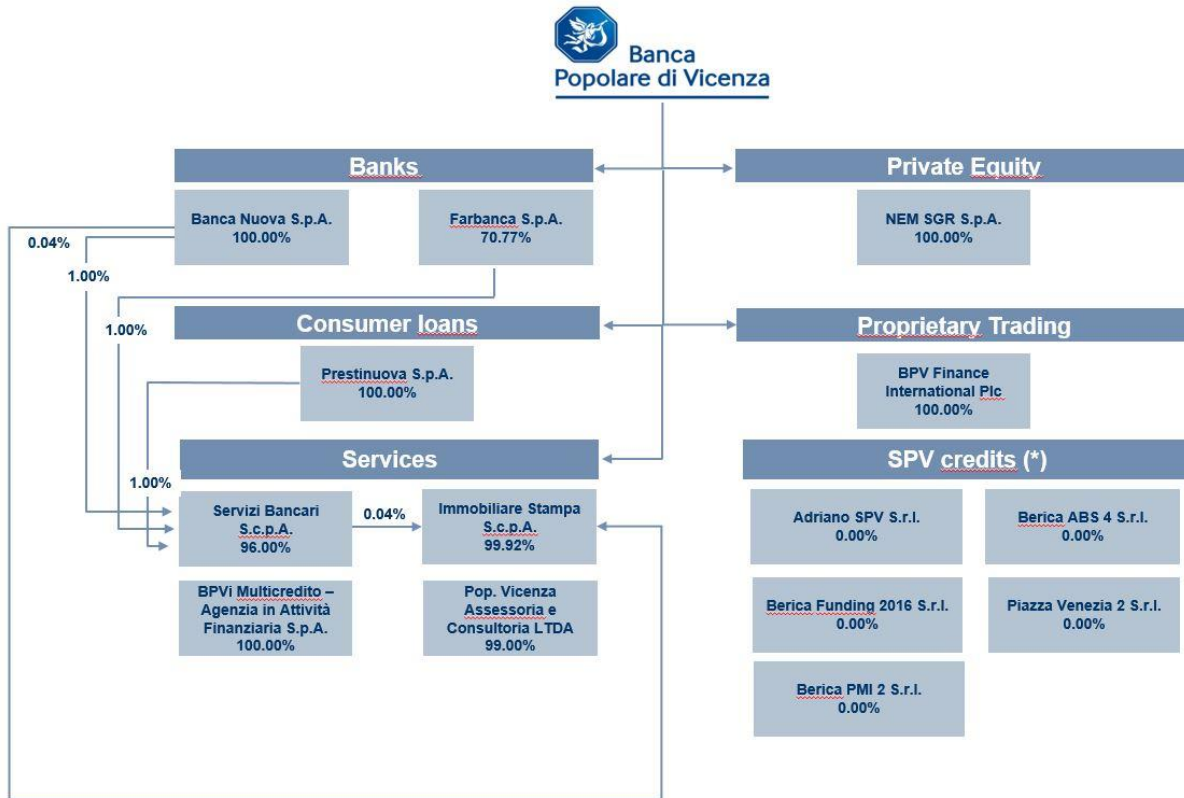 Banca
Popolare di Vicenza
Banks
Private Equity
Banca Nuova S.p.A.
100.00%
Farbanca S.p.A.
70.77%
NEM SGR S.p.A.
100.00%
0.04%
1.00%
1.00%
Consumer loans
Proprietary Trading
Prestinuova S.p.A.
100.00%
BPV Finance
International Plc
100.00%
Services
SPV credits (*)
1.00%
Servizi Bancari
S.c.p.A.
96.00%
0.04%
Immobiliare Stampa
S.c.p.A.
99.92%
Adriano SPV S.r.l.
0.00%
Berica ABS 4 S.r.l.
0.00%
BPVi Multicredito –
Agenzia in Attività
Finanziaria S.p.A.
100.00%
Pop. Vicenza
Assessoria e
Consultoria LTDA
99.00%
Berica Funding 2016 S.r.l.
0.00%
Piazza Venezia 2 S.r.l.
0.00%
Berica PMI 2 S.r.l.
0.00%